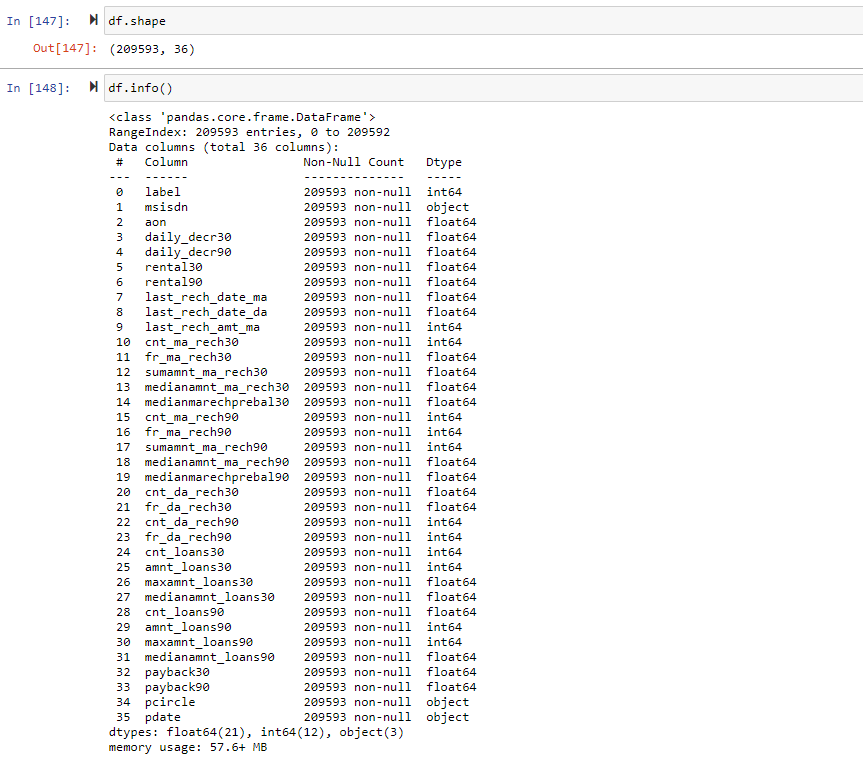 In [147]: df.shape
Out[147]: (209593, 36)
In [148]: df.info()
<class 'pandas.core.frame.DataFrame'>
RangeIndex: 209593 entries, 0 to 209592
Data columns (total 36 columns):
# Column Non-Null Count Dtype
--- ------ -------------- -----
0 label 209593 non-null int64
1 msisdn 209593 non-null object
2 aon 209593 non-null float64
3 daily_decr30 209593 non-null float64
4 daily_decr90 209593 non-null float64
5 rental30 209593 non-null float64
6 rental90 209593 non-null float64
7 last_rech_date_ma 209593 non-null float64
8 last_rech_date_da 209593 non-null float64
9 last_rech_amt_ma 209593 non-null int64
10 cnt_ma_rech30 209593 non-null int64
11 fr_ma_rech30 209593 non-null float64
12 sumamnt_ma_rech30 209593 non-null float64
13 medianamnt_ma_rech30 209593 non-null float64
14 medianmarechprebal30 209593 non-null float64
15 cnt_ma_rech90 209593 non-null int64
16 fr_ma_rech90 209593 non-null int64
17 sumamnt_ma_rech90 209593 non-null int64
18 medianamnt_ma_rech90 209593 non-null float64
19 medianmarechprebal90 209593 non-null float64
20 cnt_da_rech30 209593 non-null float64
21 fr_da_rech30 209593 non-null float64
22 cnt_da_rech90 209593 non-null int64
23 fr_da_rech90 209593 non-null int64
24 cnt_loans30 209593 non-null int64
25 amnt_loans30 209593 non-null int64
26 maxamnt_loans30 209593 non-null float64
27 medianamnt_loans30 209593 non-null float64
28 cnt_loans90 209593 non-null float64
29 amnt_loans90 209593 non-null int64
30 maxamnt_loans90 209593 non-null int64
31 medianamnt_loans90 209593 non-null float64
32 payback30 209593 non-null float64
33 payback90 209593 non-null float64
34 pcircle 209593 non-null object
35 pdate 209593 non-null object
dtypes: float64(21), int64(12), object(3)
memory usage: 57.6+ MB